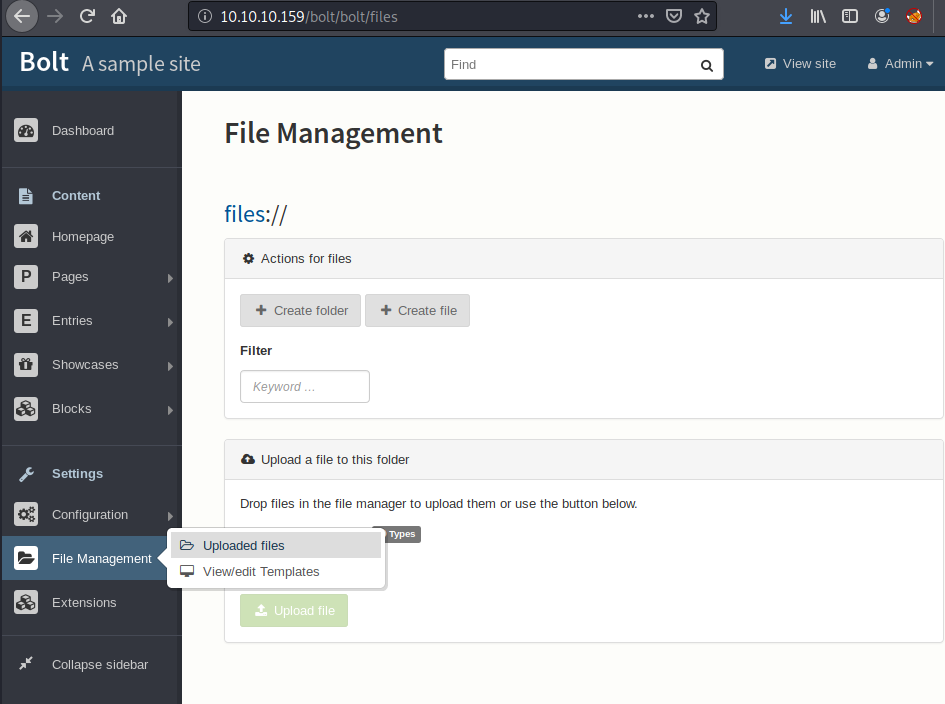 10.10.10.159/bolt/bolt/files
Bolt A sample site
Find
View site
Admin
Dashboard
Content
Homepage
P Pages
E Entries
Showcases
Blocks
Settings
Configuration
File Management
Extensions
Collapse sidebar
File Management
files://
Actions for files
Create folder
Create file
Filter
Keyword ...
Upload a file to this folder
Drop files in the file manager to upload them or use the button below.
Types
Uploaded files
View/edit Templates
Upload file